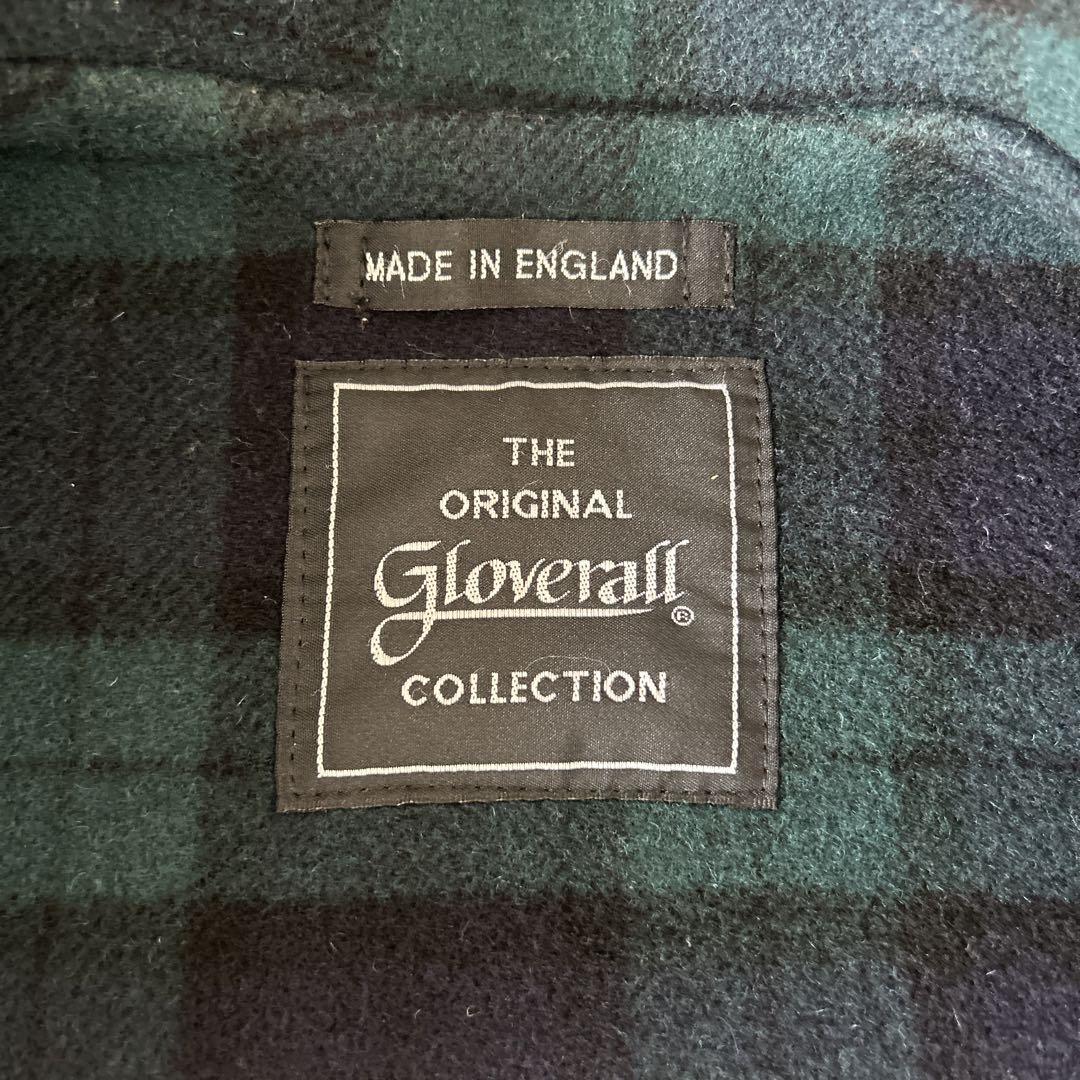 MADE IN ENGLAND
THE
ORIGINAL
Gloverall®
COLLECTION